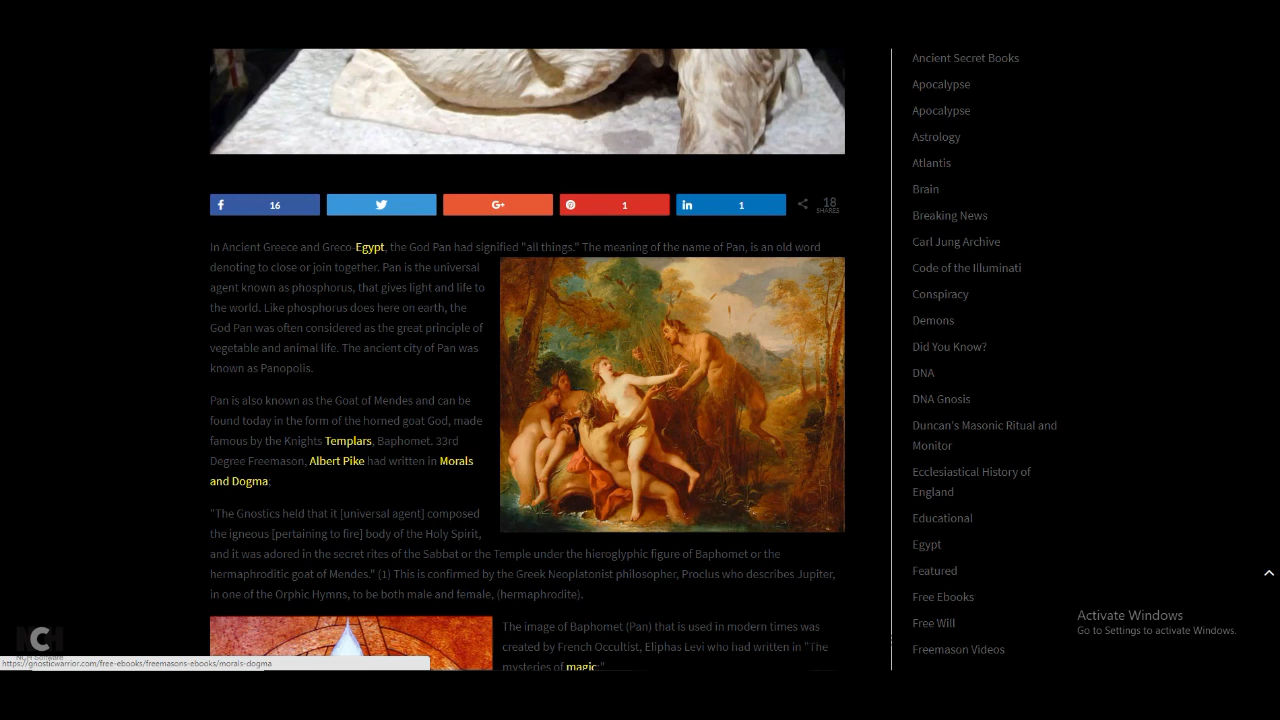 16
1
1
18
SHARES
In Ancient Greece and Greco-Egypt, the God Pan had signified "all things." The meaning of the name of Pan, is an old word
denoting to close or join together. Pan is the universal
agent known as phosphorus, that gives light and life to
the world. Like phosphorus does here on earth, the
God Pan was often considered as the great principle of
vegetable and animal life. The ancient city of Pan was
known as Panopolis.
Pan is also known as the Goat of Mendes and can be
found today in the form of the horned goat God, made
famous by the Knights Templars, Baphomet. 33rd
Degree Freemason, Albert Pike had written in Morals
and Dogma;
"The Gnostics held that it [universal agent] composed
the igneous [pertaining to fire] body of the Holy Spirit,
and it was adored in the secret rites of the Sabbat or the Temple under the hieroglyphic figure of Baphomet or the
hermaphroditic goat of Mendes." (1) This is confirmed by the Greek Neoplatonist philosopher, Proclus who describes Jupiter,
in one of the Orphic Hymns, to be both male and female, (hermaphrodite).
The image of Baphomet (Pan) that is used in modern times was
created by French Occultist, Eliphas Levi who had written in "The
mysteries of magic:"
Ancient Secret Books
Apocalypse
Apocalypse
Astrology
Atlantis
Brain
Breaking News
Carl Jung Archive
Code of the Illuminati
Conspiracy
Demons
Did You Know?
DNA
DNA Gnosis
Duncan's Masonic Ritual and
Monitor
Ecclesiastical History of
England
Educational
Egypt
Featured
Free Ebooks
Free Will
Freemason Videos
Activate Windows
Go to Settings to activate Windows.
https://gnosticwarrior.com/free-ebooks/freemasons-ebooks/morals-dogma